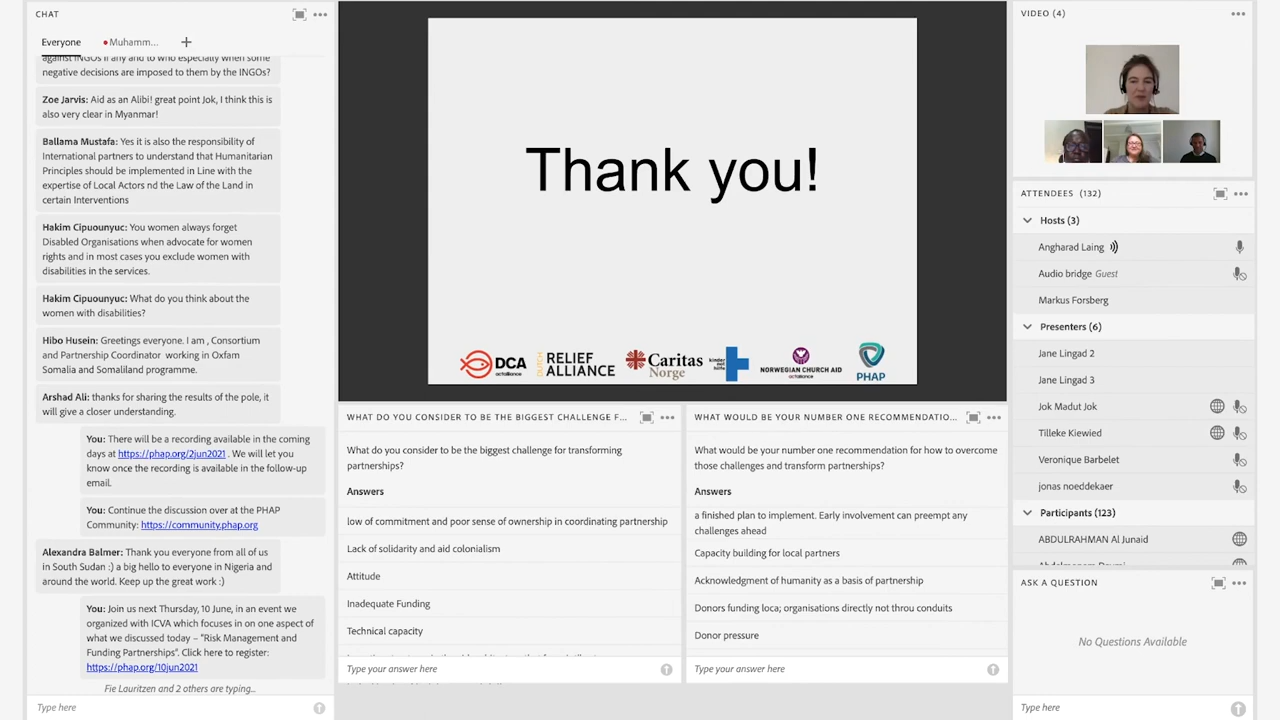 CHAT
Everyone
Muhamm...
against INGOs if any and to who especially when some
negative decisions are imposed to them by the INGOs?
Zoe Jarvis: Aid as an Alibi! great point Jok, I think this is
also very clear in Myanmar!
Ballama Mustafa: Yes it is also the responsibility of
International partners to understand that Humanitarian
Principles should be implemented in Line with the
expertise of Local Actors nd the Law of the Land in
certain Interventions
Hakim Cipuounyuc: You women always forget
Disabled Organisations when advocate for women
rights and in most cases you exclude women with
disabilities in the services.
Hakim Cipuounyuc: What do you think about the
women with disabilities?
Hibo Husein: Greetings everyone. I am , Consortium
and Partnership Coordinator working in Oxfam
Somalia and Somaliland programme.
Arshad Ali: thanks for sharing the results of the pole, it
will give a closer understanding.
You: There will be a recording available in the coming
days at https://phap.org/2jun2021 . We will let you
know once the recording is available in the follow-up
email.
You: Continue the discussion over at the PHAP
Community: https://community.phap.org
Alexandra Balmer: Thank you everyone from all of us
in South Sudan :) a big hello to everyone in Nigeria and
around the world. Keep up the great work :)
You: Join us next Thursday, 10 June, in an event we
organized with ICVA which focuses in on one aspect of
what we discussed today – "Risk Management and
Funding Partnerships". Click here to register:
https://phap.org/10jun2021
Fie Lauritzen and 2 others are typing...
Type here
Thank you!
DCA
actalliance
DUTCH
RELIEF
ALLIANCE
Caritas
Norge
kinder
not
hilfe
NORWEGIAN CHURCH AID
actalliance
PHAP
WHAT DO YOU CONSIDER TO BE THE BIGGEST CHALLENGE F...
What do you consider to be the biggest challenge for transforming
partnerships?
Answers
low of commitment and poor sense of ownership in coordinating partnership
Lack of solidarity and aid colonialism
Attitude
Inadequate Funding
Technical capacity
Type your answer here
WHAT WOULD BE YOUR NUMBER ONE RECOMMENDATIO...
What would be your number one recommendation for how to overcome
those challenges and transform partnerships?
Answers
a finished plan to implement. Early involvement can preempt any
challenges ahead
Capacity building for local partners
Acknowledgment of humanity as a basis of partnership
Donors funding loca; organisations directly not throu conduits
Donor pressure
Type your answer here
VIDEO (4)
ATTENDEES (132)
Hosts (3)
Angharad Laing
Audio bridge Guest
Markus Forsberg
Presenters (6)
Jane Lingad 2
Jane Lingad 3
Jok Madut Jok
Tilleke Kiewied
Veronique Barbelet
jonas noeddekaer
Participants (123)
ABDULRAHMAN Al Junaid
ASK A QUESTION
No Questions Available
Type here